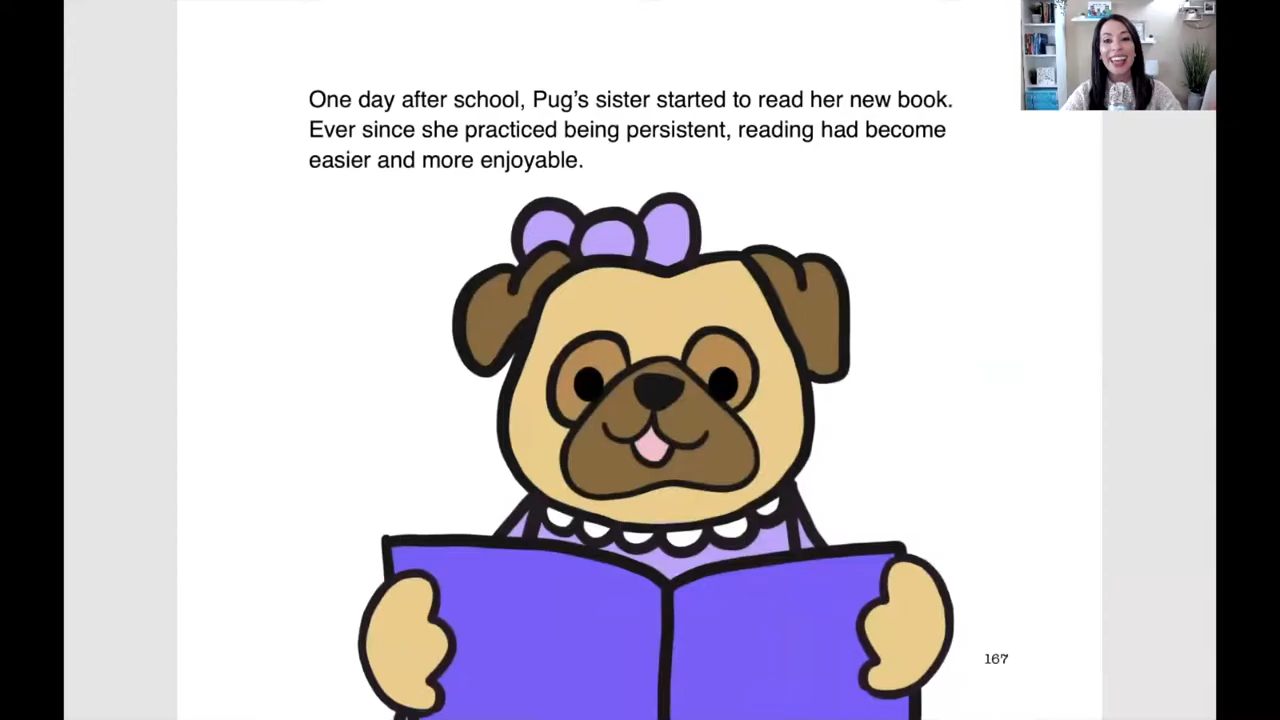 One day after school, Pug’s sister started to read her new book.
Ever since she practiced being persistent, reading had become
easier and more enjoyable.
167